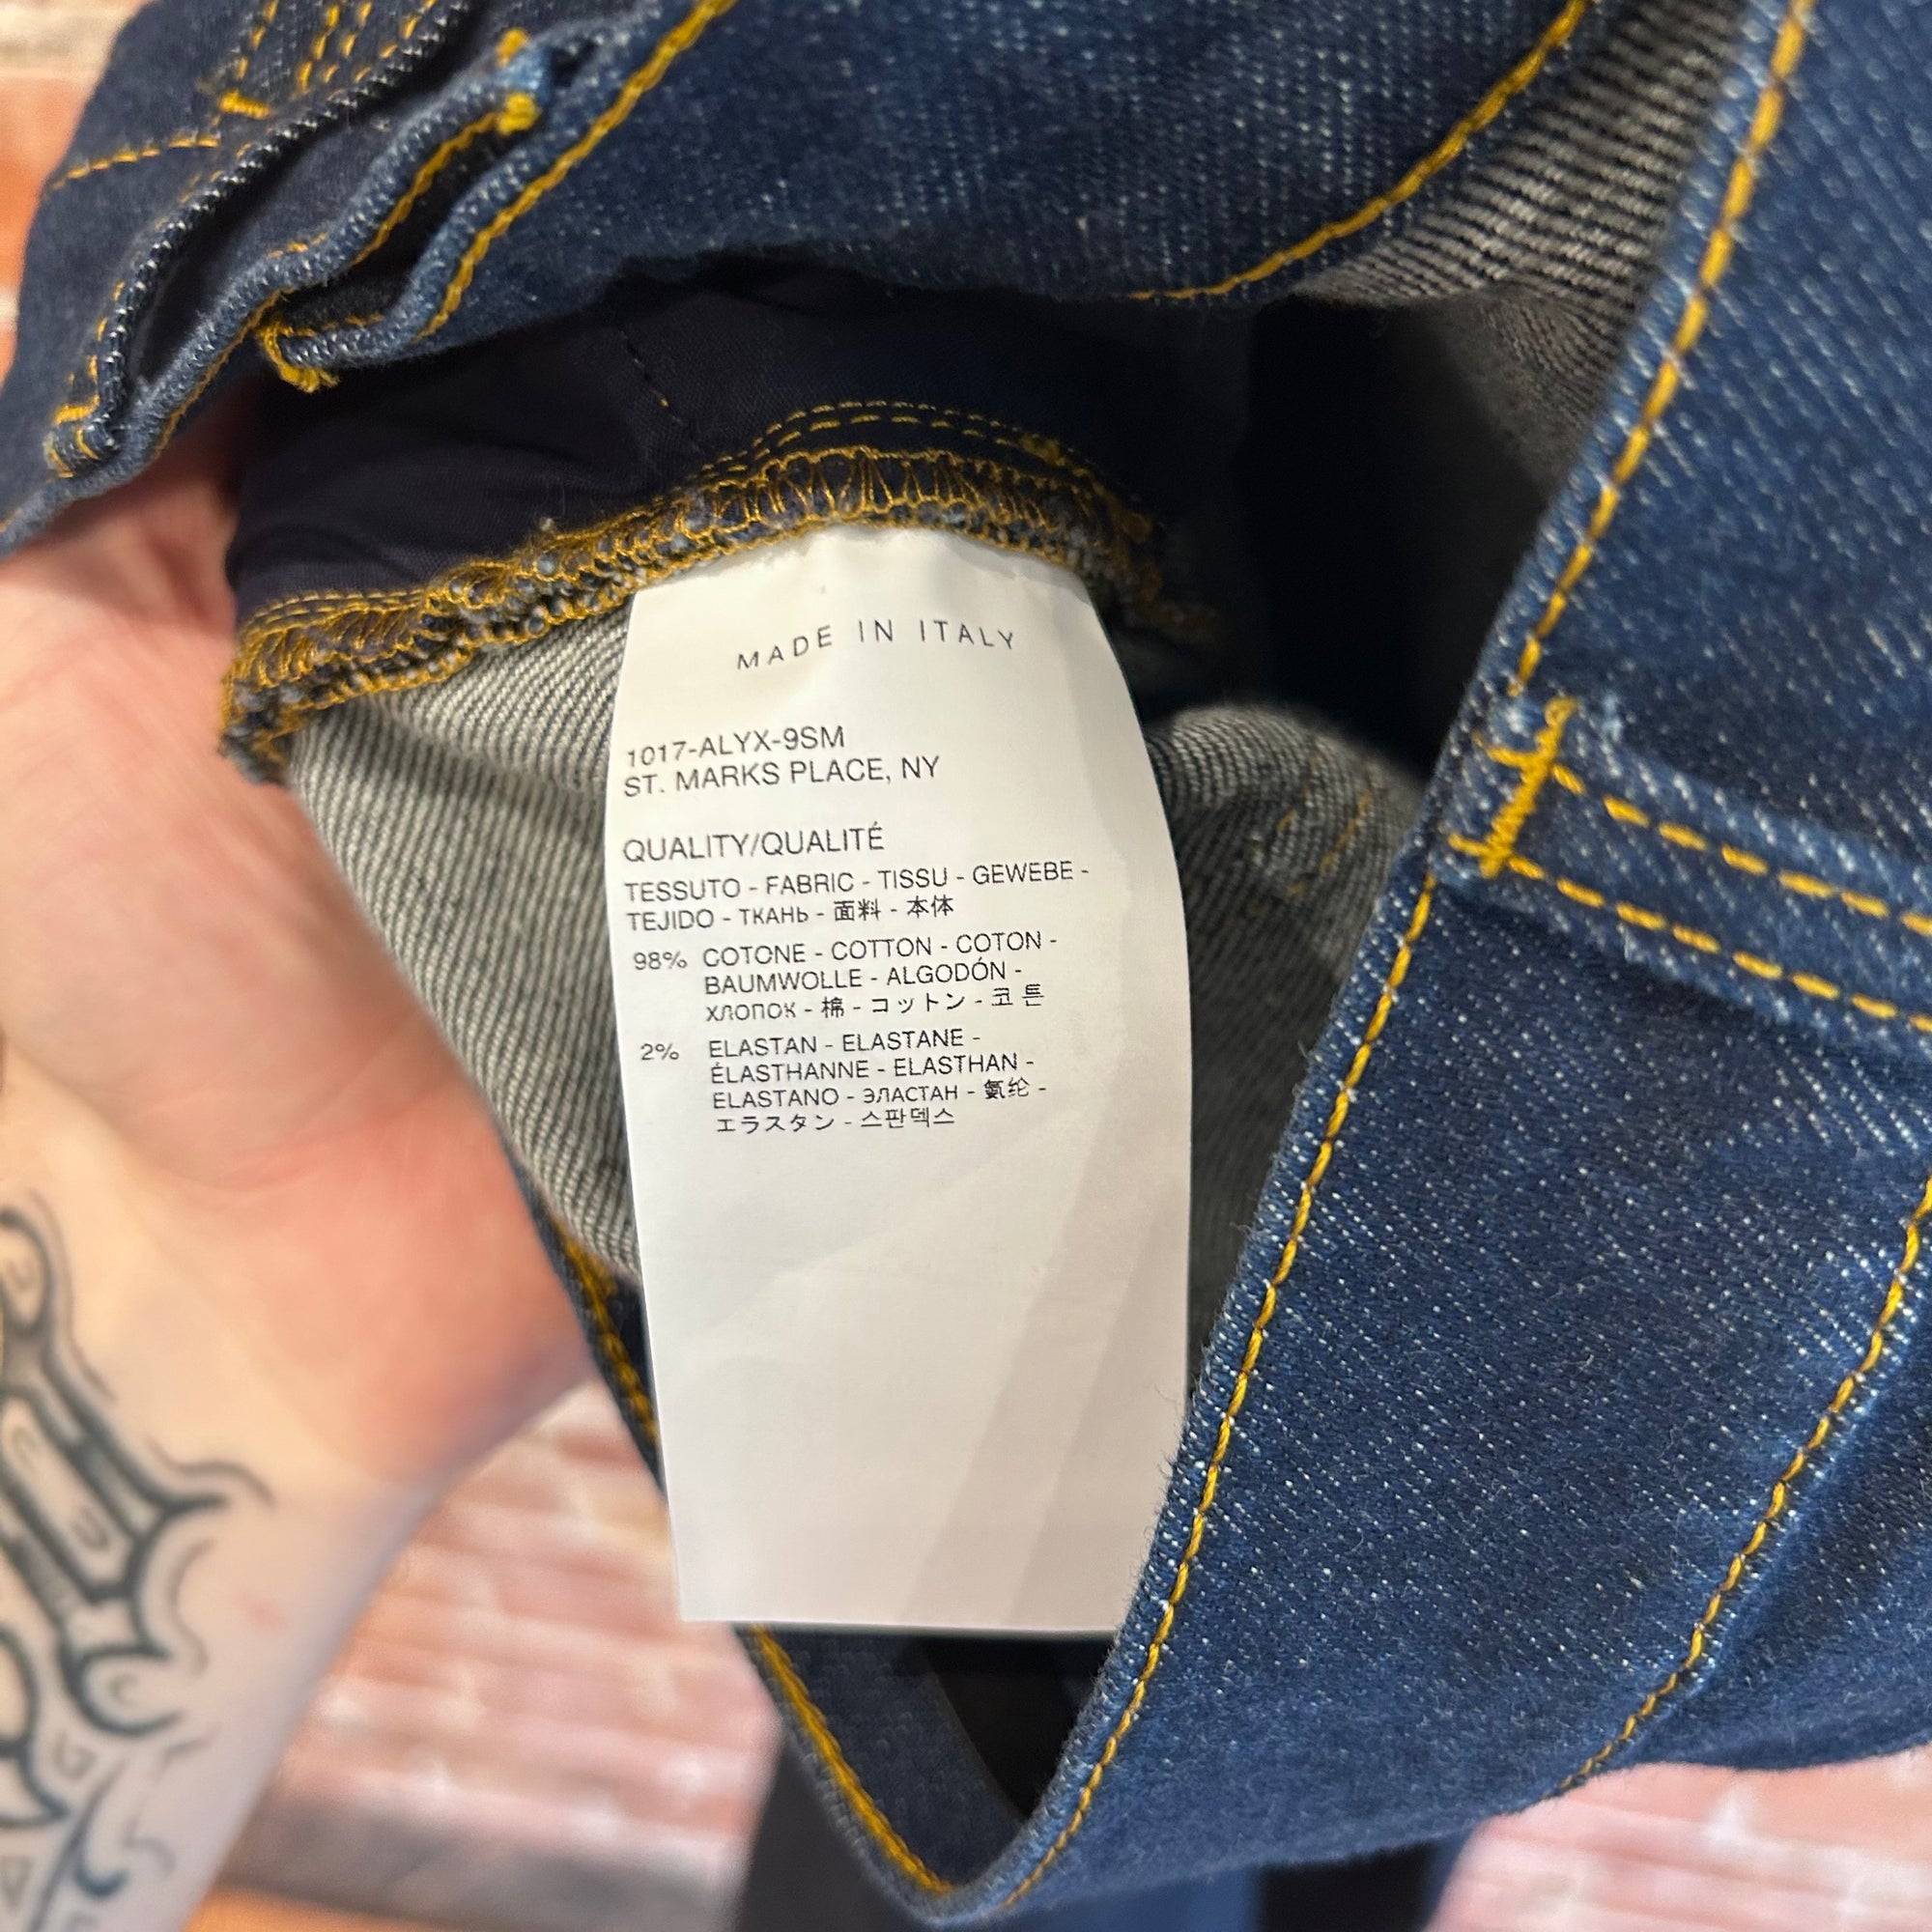 MADE IN ITALY
1017-ALYX-9SM
ST. MARKS PLACE, NY
QUALITY/QUALITÉ
TESSUTO - FABRIC - TISSU - GEWEBE -
TEJIDO - ТКАНЬ - 面料 - 本体
98% COTONE - COTTON - COTON -
BAUMWOLLE - ALGODÓN -
ХЛОПОК - 棉 - コットン - 코 튼
2% ELASTAN - ELASTANE -
ÉLASTHANNE - ELASTHAN -
ELASTANO - ЭЛАСТАН - 氨纶 -
エラスタン - 스판덱스